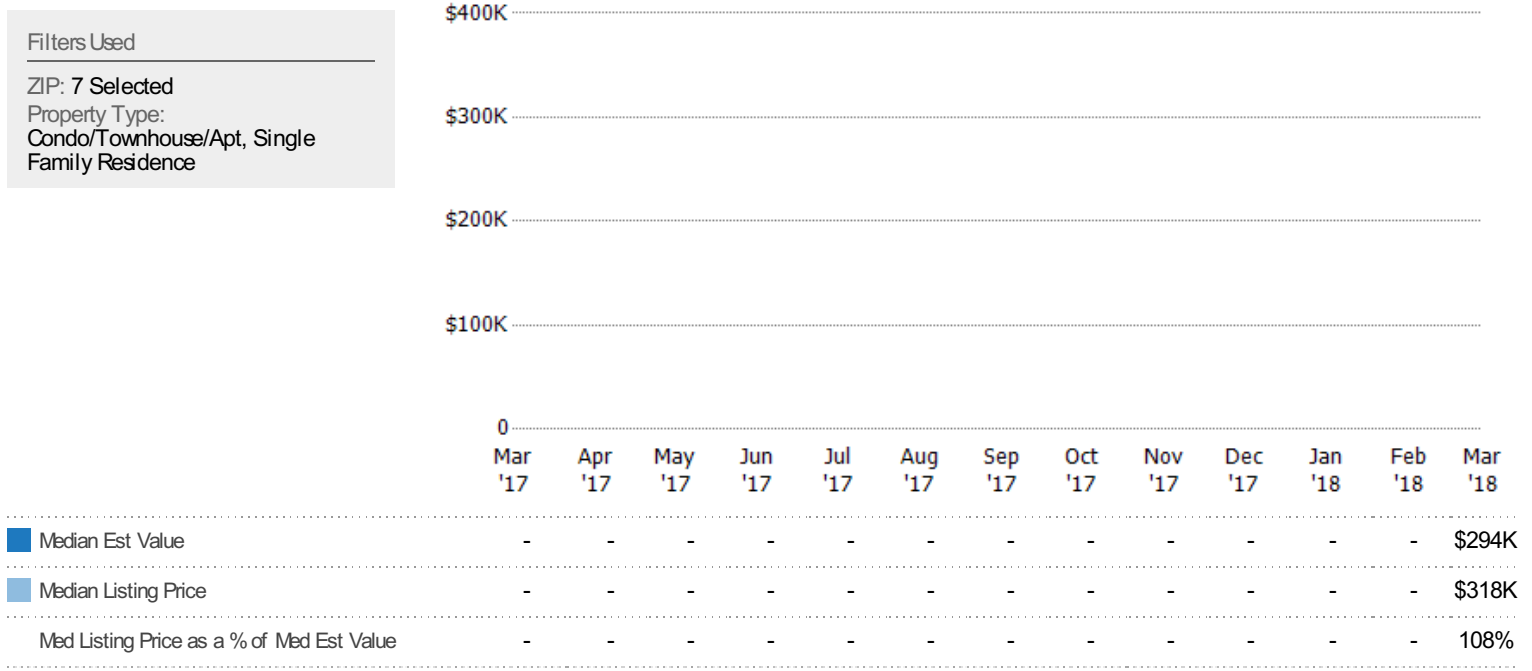 Filters Used
ZIP: 7 Selected
Property Type:
Condo/Townhouse/Apt, Single
Family Residence
$400K
$300K
$200K
$100K
0
Mar Apr May Jun Jul Aug Sep Oct Nov Dec Jan Feb Mar
'17 '17 '17 '17 '17 '17 '17 '17 '17 '17 '18 '18 '18
Median Est Value - - - - - - - - - - - - $294K
Median Listing Price - - - - - - - - - - - - $318K
Med Listing Price as a % of Med Est Value - - - - - - - - - - - - 108%